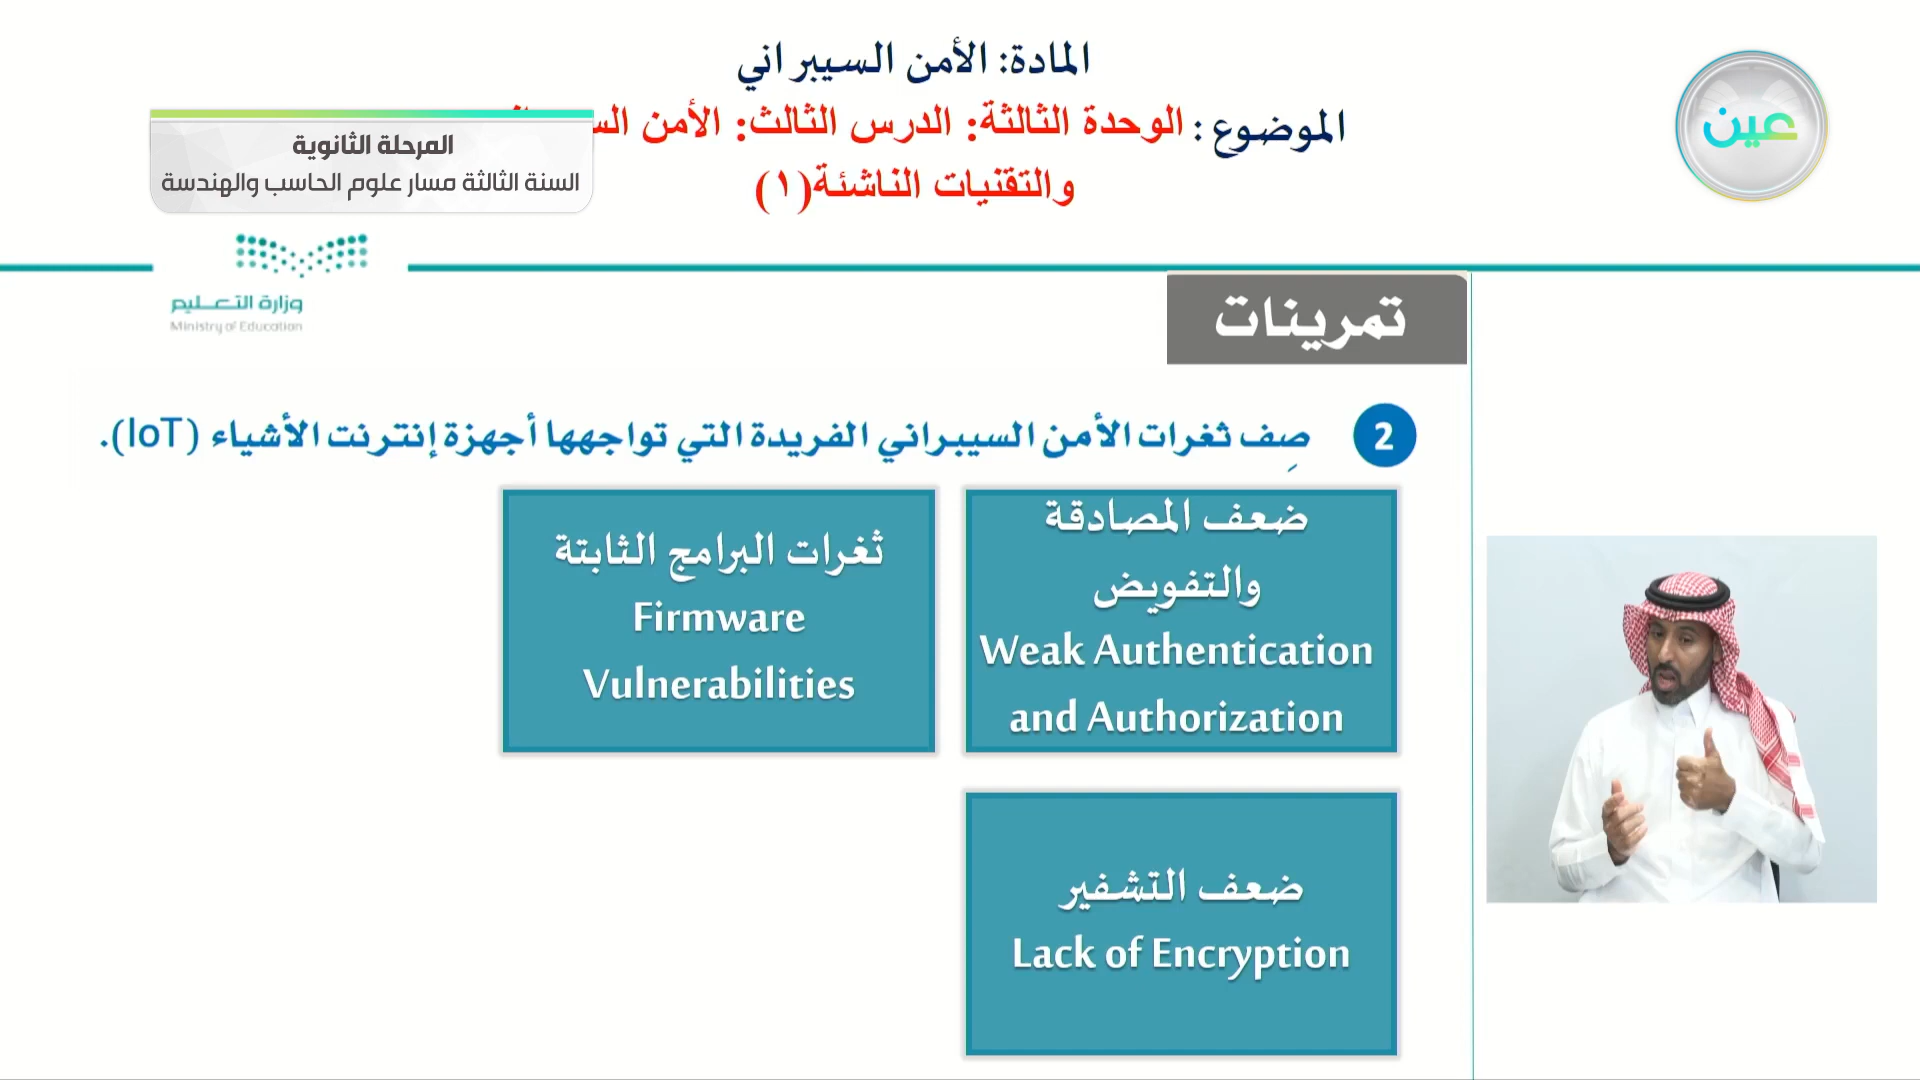 المادة: الأمن السيبراني
الموضوع: الوحدة الثالثة: الدرس الثالث: الأمن
والتقنيات الناشئة(١)
المرحلة الثانوية
السنة الثالثة مسار علوم الحاسب والهندسة
عين
وزارة التعليم
Ministry of Education
تمرينات
2 صِف ثغرات الأمن السيبراني الفريدة التي تواجهها أجهزة إنترنت الأشياء (IoT).
ضعف المصادقة
والتفويض
Weak Authentication
and Authorization
ثغرات البرامج الثابتة
Firmware
Vulnerabilities
ضعف التشفير
Lack of Encryption